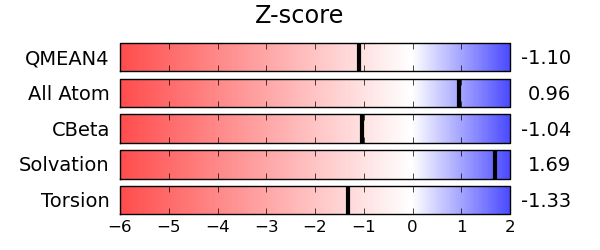 Z-score
QMEAN4 -1.10
All Atom 0.96
CBeta -1.04
Solvation 1.69
Torsion -1.33
−6 −5 −4 −3 −2 −1 0 1 2